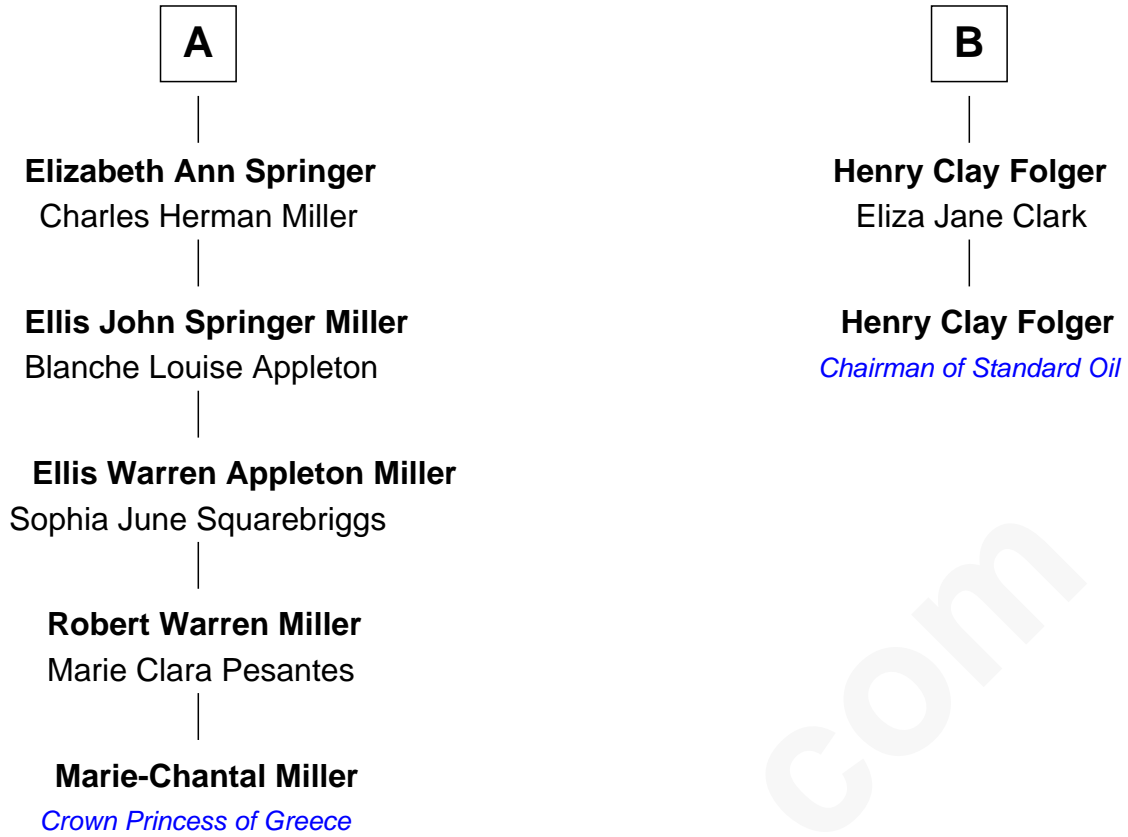 A
Elizabeth Ann Springer
Charles Herman Miller
Ellis John Springer Miller
Blanche Louise Appleton
Ellis Warren Appleton Miller
Sophia June Squarebriggs
Robert Warren Miller
Marie Clara Pesantes
Marie-Chantal Miller
Crown Princess of Greece
B
Henry Clay Folger
Eliza Jane Clark
Henry Clay Folger
Chairman of Standard Oil
com